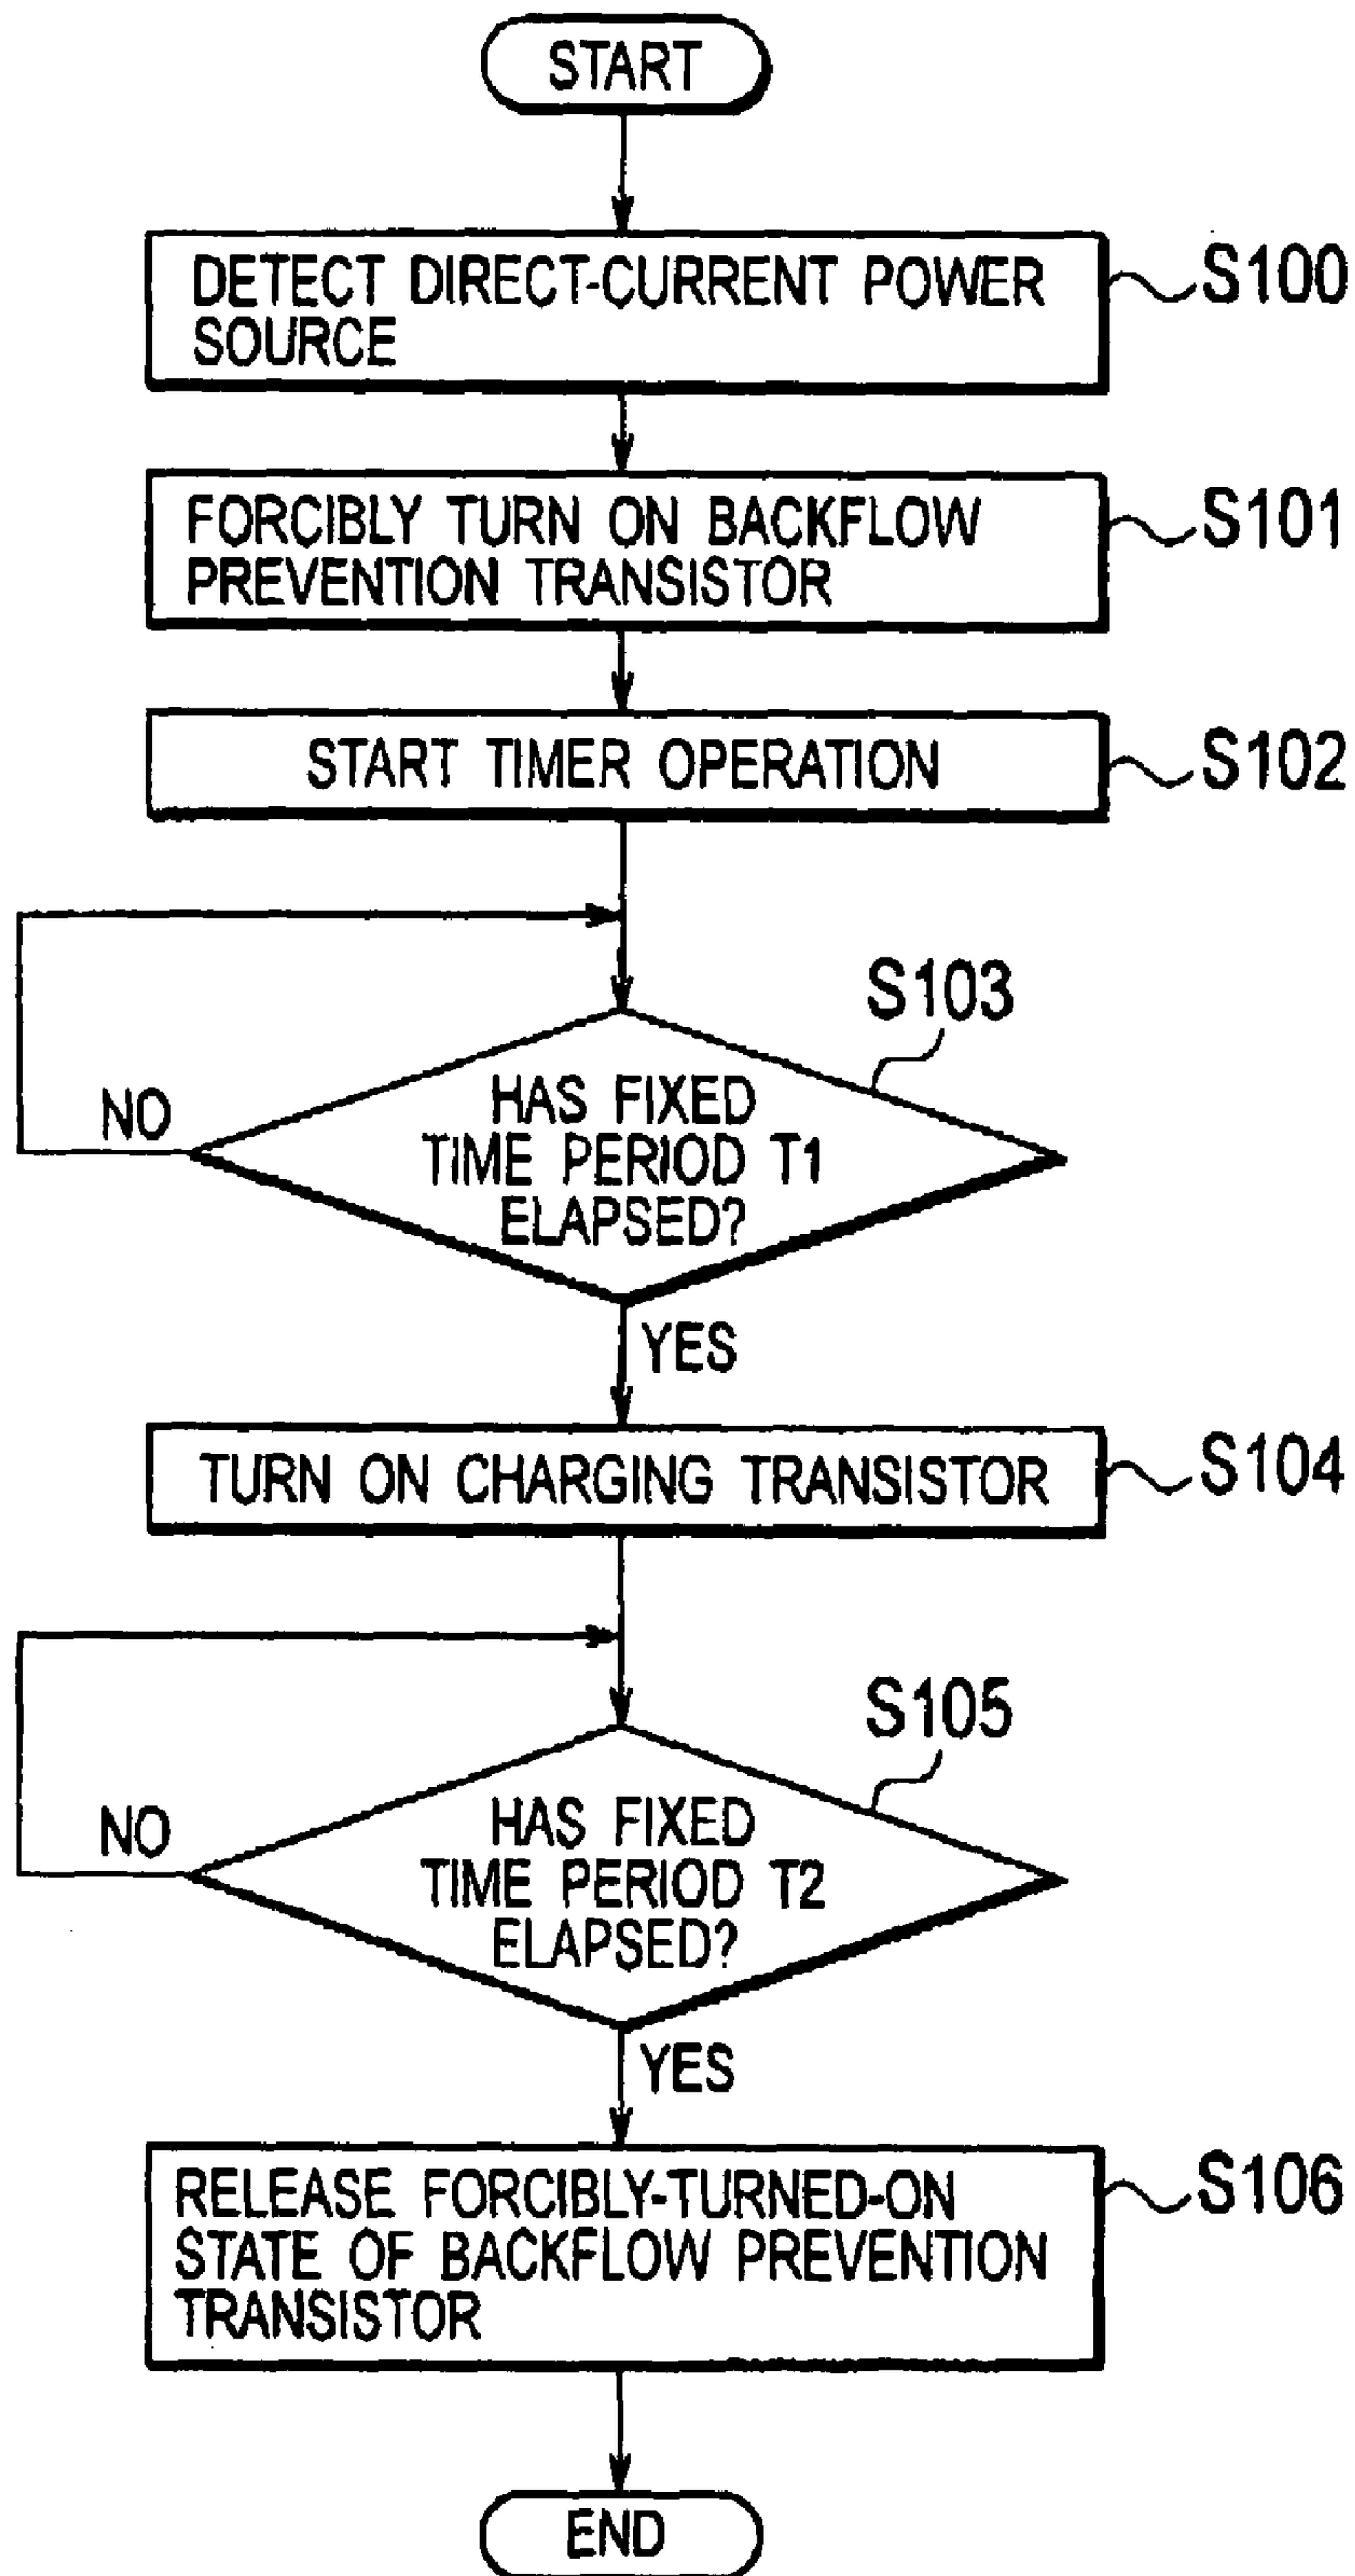 START
DETECT DIRECT-CURRENT POWER
SOURCE
S100
FORCIBLY TURN ON BACKFLOW
PREVENTION TRANSISTOR
S101
START TIMER OPERATION
S102
S103
HAS FIXED
TIME PERIOD T1
ELAPSED?
NO
YES
TURN ON CHARGING TRANSISTOR
S104
S105
HAS FIXED
TIME PERIOD T2
ELAPSED?
NO
YES
RELEASE FORCIBLY-TURNED-ON
STATE OF BACKFLOW PREVENTION
TRANSISTOR
S106
END